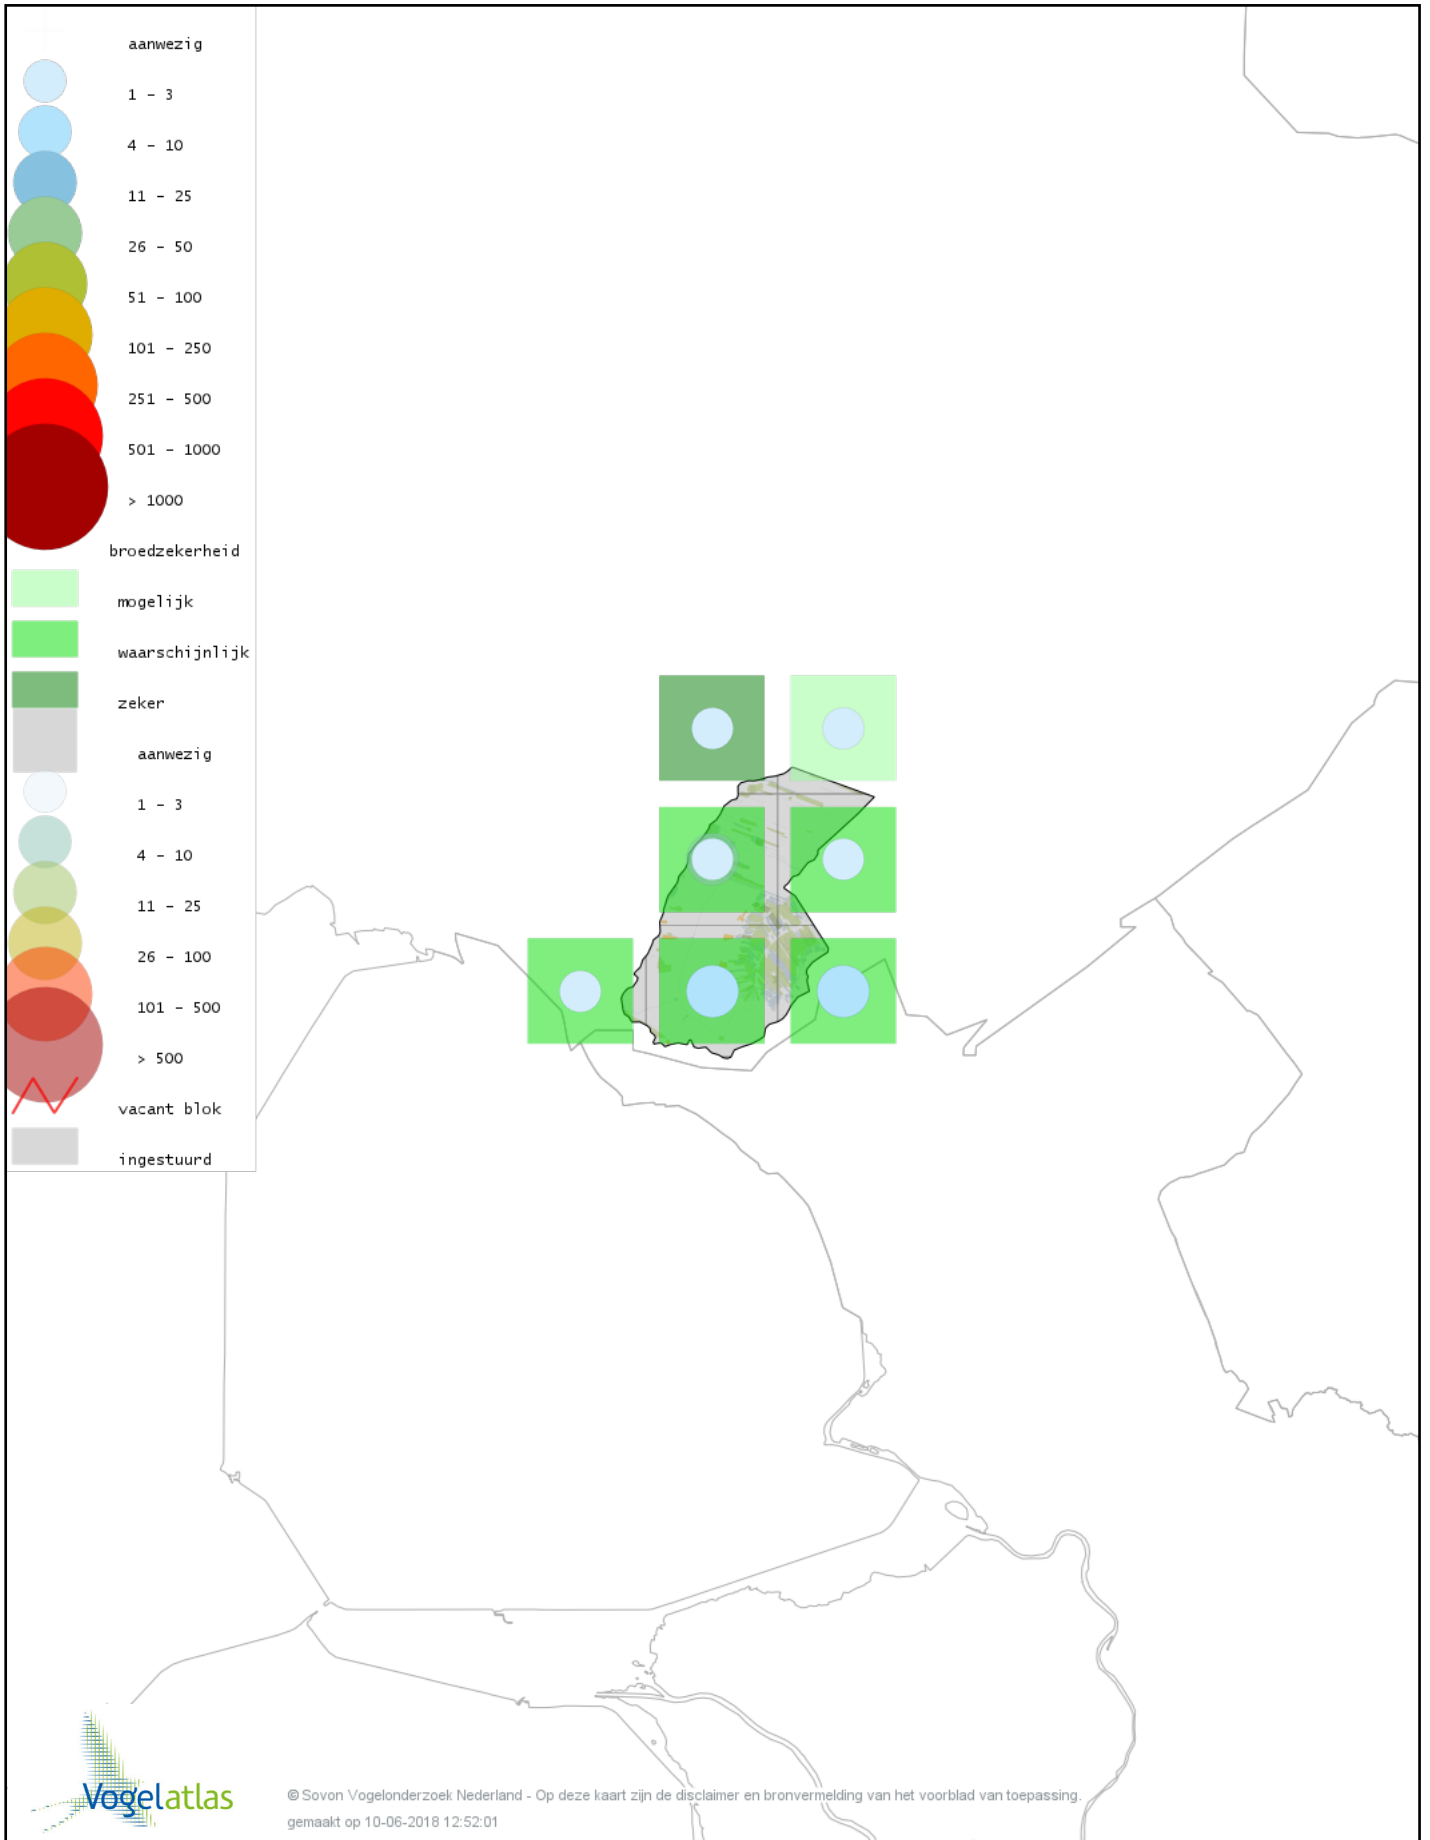 aanwezig
1 - 3
4 - 10
11 - 25
26 - 50
51 - 100
101 - 250
251 - 500
501 - 1000
> 1000
broedzekerheid
mogelijk
waarschijnlijk
zeker
aanwezig
1 - 3
4 - 10
11 - 25
26 - 100
101 - 500
> 500
vacant blok
ingestuurd
Vogelatlas
© Sovon Vogelonderzoek Nederland - Op deze kaart zijn de disclaimer en bronvermelding van het voorblad van toepassing.
gemaakt op 10-06-2018 12:52:01